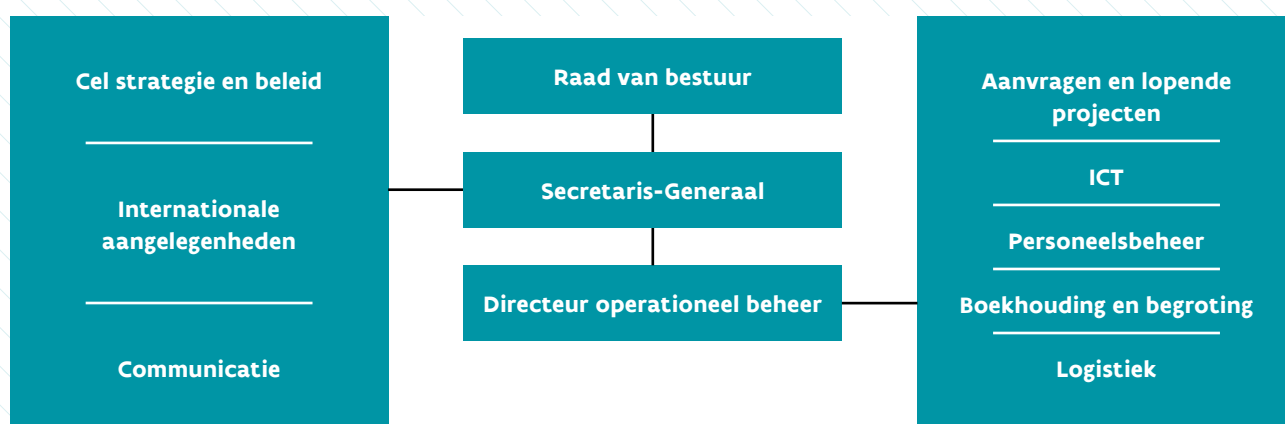 Cel strategie en beleid
Internationale
aangelegenheden
Communicatie
Raad van bestuur
Secretaris-Generaal
Directeur operationeel beheer
Aanvragen en lopende
projecten
ICT
Personeelsbeheer
Boekhouding en begroting
Logistiek